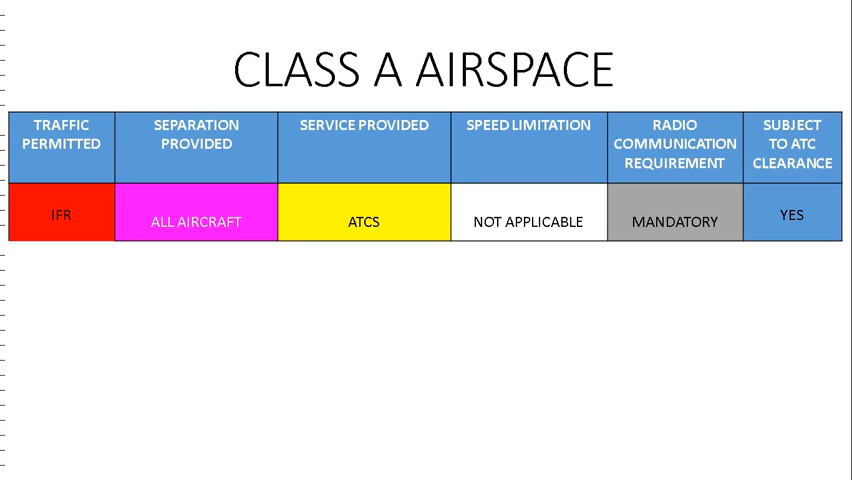 CLASS A AIRSPACE
TRAFFIC PERMITTED
SEPARATION PROVIDED
SERVICE PROVIDED
SPEED LIMITATION
RADIO COMMUNICATION REQUIREMENT
SUBJECT TO ATC CLEARANCE
IFR
ALL AIRCRAFT
ATCS
NOT APPLICABLE
MANDATORY
YES